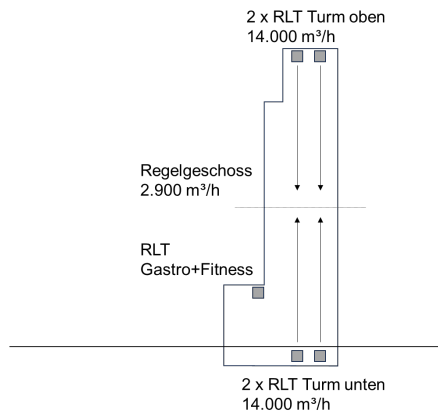 2 x RLT Turm oben
14.000 m³/h
Regelgeschoss
2.900 m³/h
RLT
Gastro+Fitness
2 x RLT Turm unten
14.000 m³/h